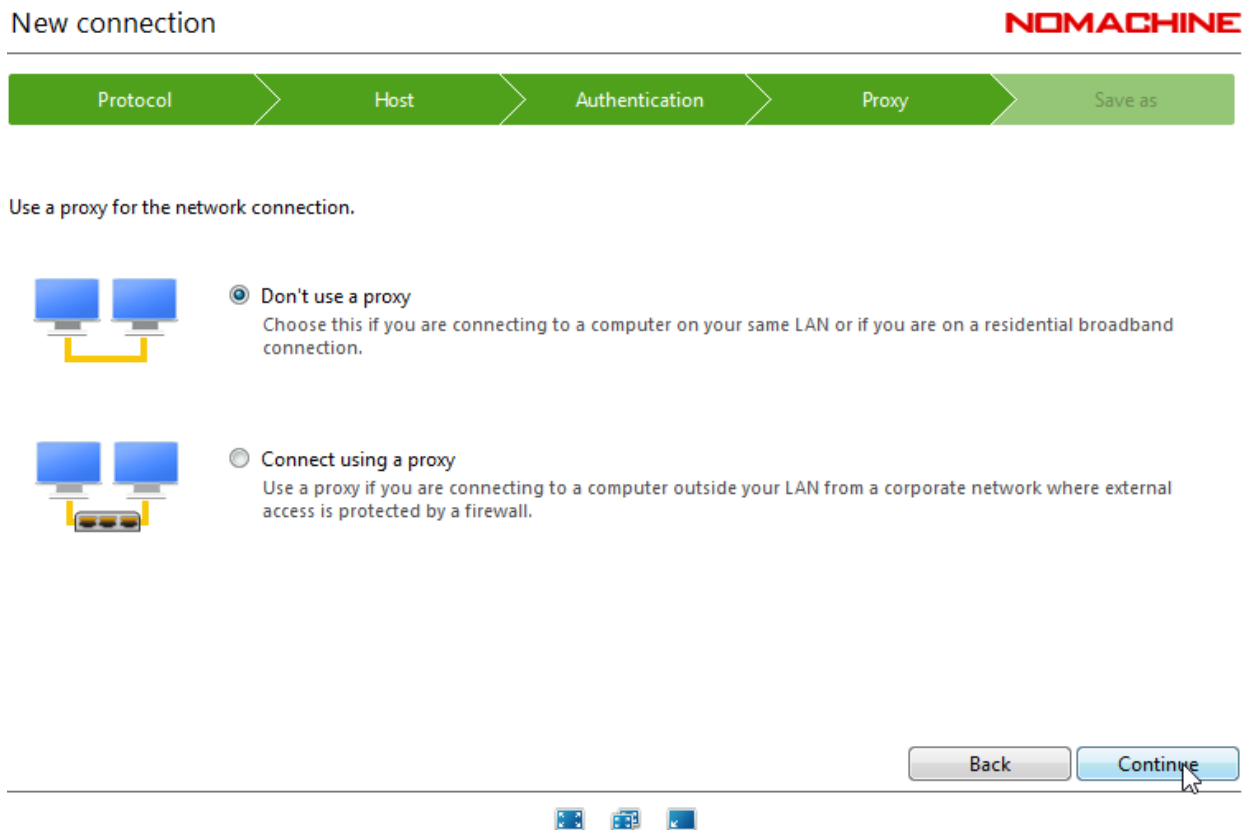 New connection
NOMACHINE
Protocol
Host
Authentication
Proxy
Save as
Use a proxy for the network connection.
Don't use a proxy
Choose this if you are connecting to a computer on your same LAN or if you are on a residential broadband
connection.
Connect using a proxy
Use a proxy if you are connecting to a computer outside your LAN from a corporate network where external
access is protected by a firewall.
Back
Continue